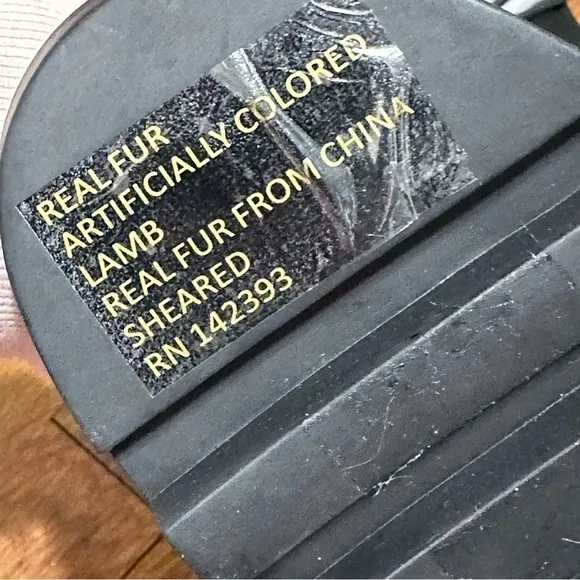 REAL FUR
ARTIFICIALLY COLORED
LAMB
REAL FUR FROM CHINA
SHEARED
RN 142393